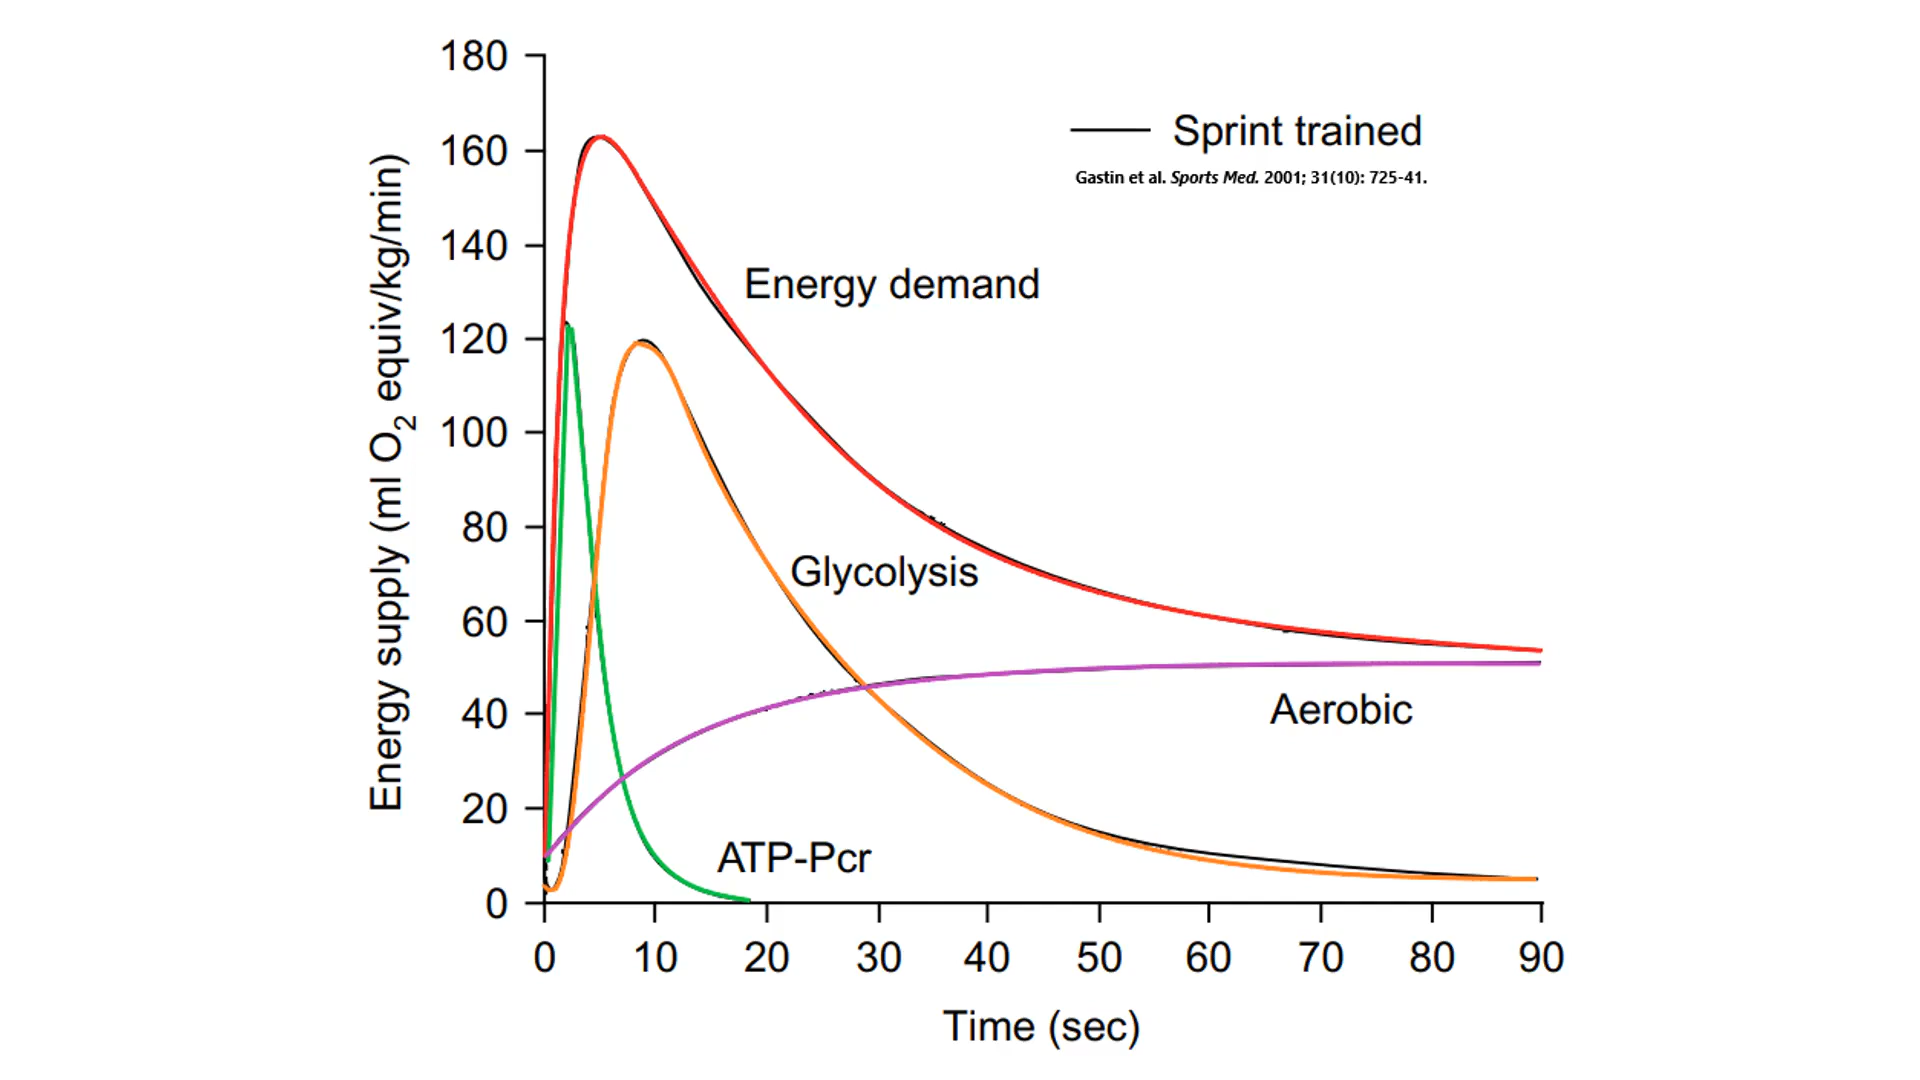 180
160
140
120
100
80
60
40
20
0
Energy supply (ml O₂ equiv/kg/min)
Sprint trained
Gastin et al. Sports Med. 2001; 31(10): 725-41.
Energy demand
Glycolysis
Aerobic
ATP-Pcr
0 10 20 30 40 50 60 70 80 90
Time (sec)